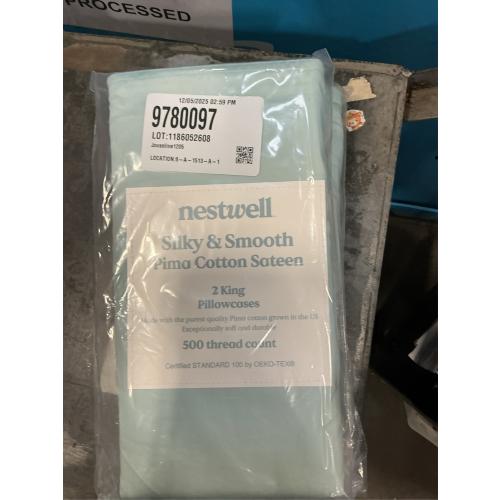 PROCESSED
12/05/2025 02:59 PM
9780097
LOT:1186052608
Joveselinw1205
LOCATION:5-A-1513-A-1
nestwell
Silky & Smooth
Pima Cotton Sateen
2 King
Pillowcases
Made with the purest quality Pima cotton grown in the US
Exceptionally soft and durable
500 thread count
Certified STANDARD 100 by OEKO-TEX®